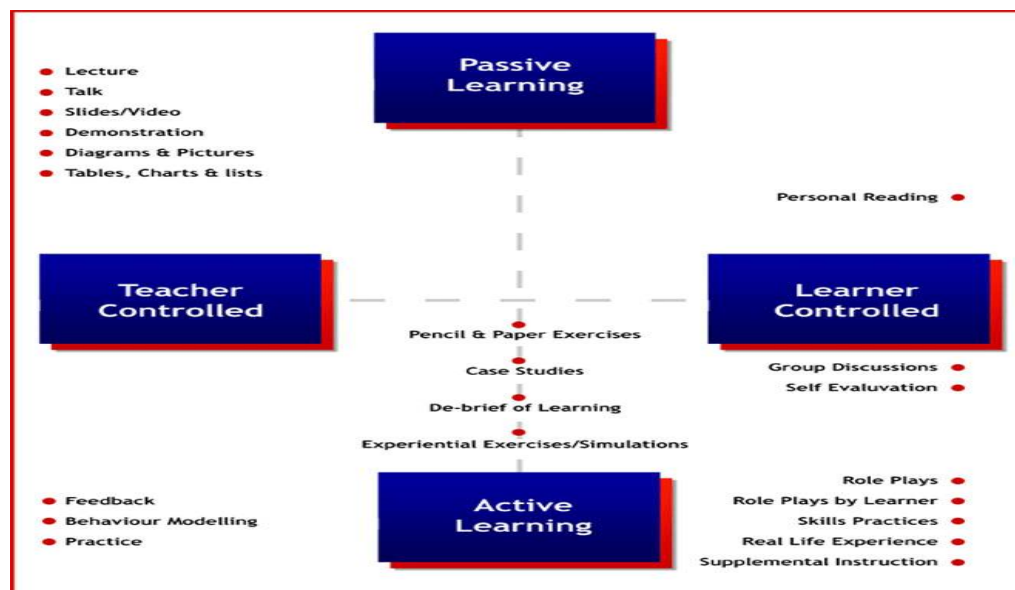 Passive
Learning
Lecture
Talk
Slides/Video
Demonstration
Diagrams & Pictures
Tables, Charts & lists
Personal Reading
Teacher
Controlled
Learner
Controlled
Pencil & Paper Exercises
Case Studies
De-brief of Learning
Experiential Exercises/Simulations
Group Discussions
Self Evaluvation
Active
Learning
Feedback
Behaviour Modelling
Practice
Role Plays
Role Plays by Learner
Skills Practices
Real Life Experience
Supplemental Instruction